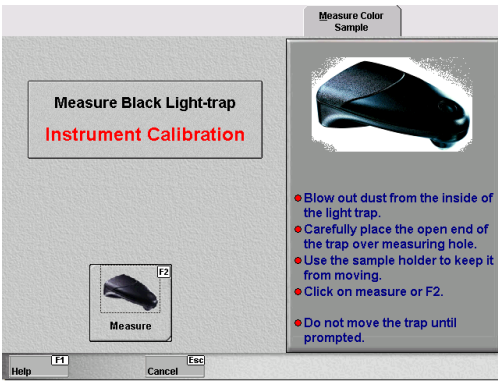 Measure Color
Sample
Measure Black Light-trap
Instrument Calibration
Blow out dust from the inside of
the light trap.
Carefully place the open end of
the trap over measuring hole.
Use the sample holder to keep it
from moving.
Click on measure or F2.
Do not move the trap until
prompted.
F2
Measure
F1
Help
Esc
Cancel